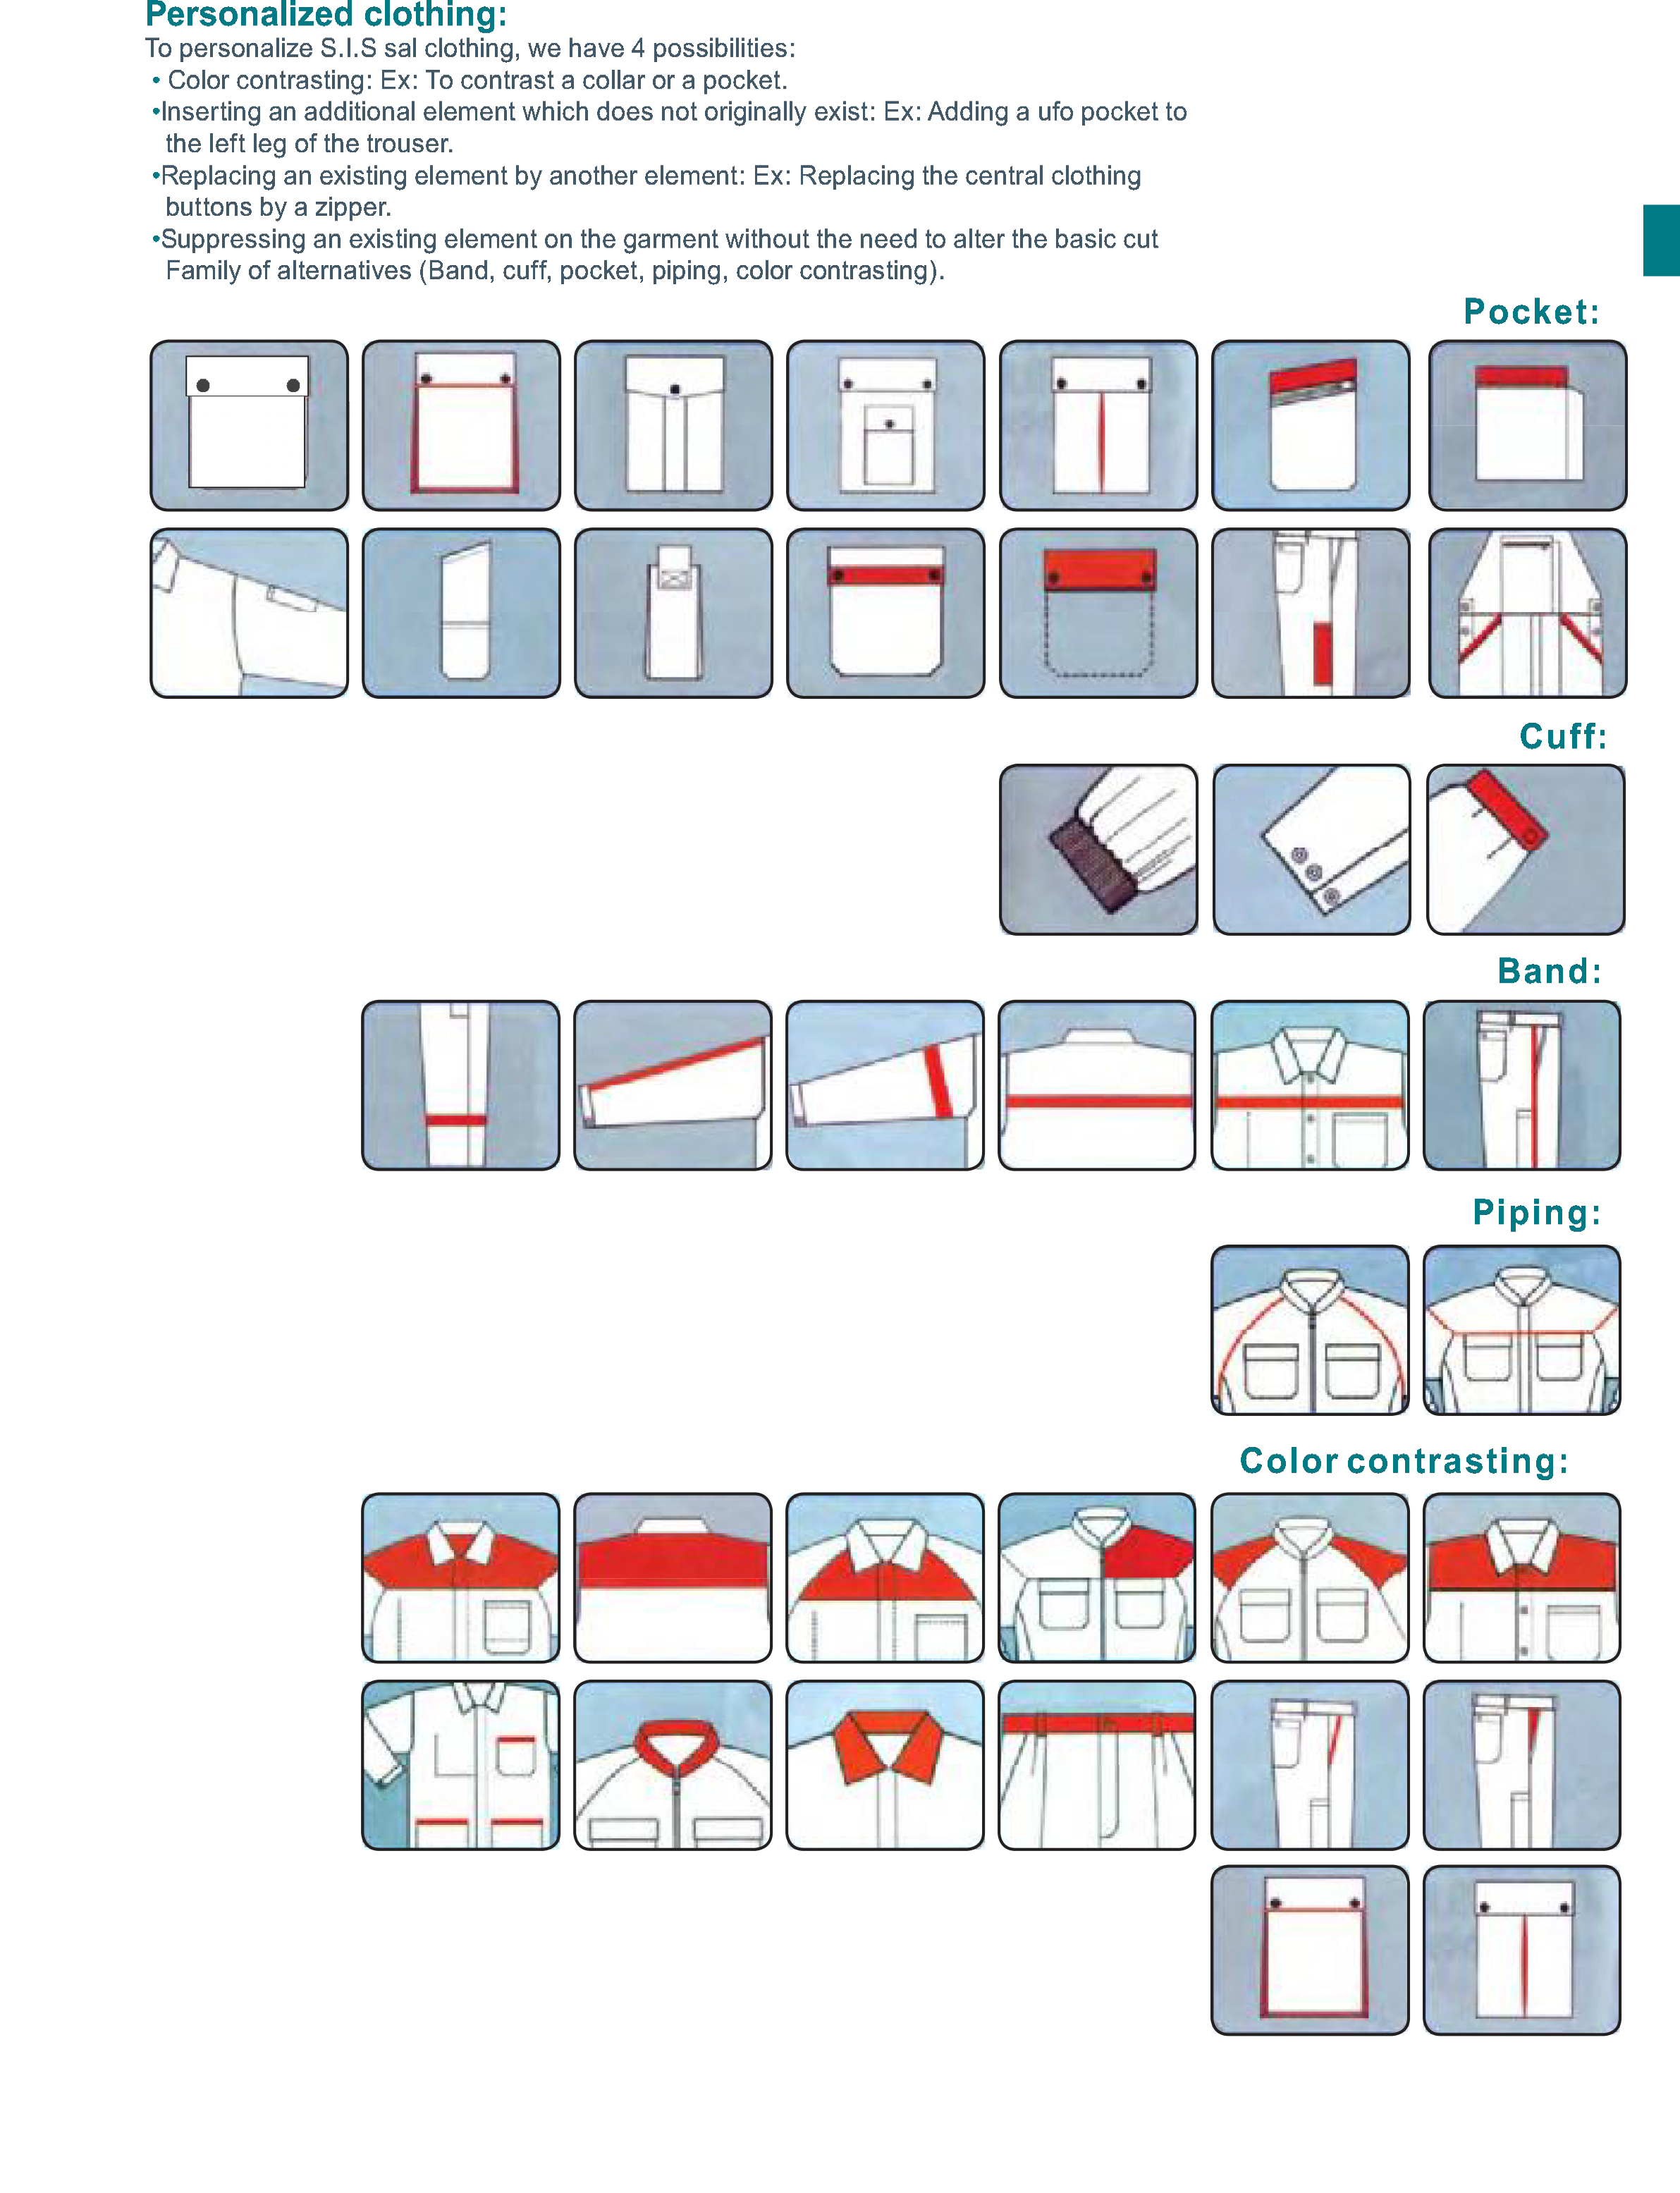 Personalized clothing:
To personalize S.I.S sal clothing, we have 4 possibilities:
• Color contrasting: Ex: To contrast a collar or a pocket.
•Inserting an additional element which does not originally exist: Ex: Adding a ufo pocket to
the left leg of the trouser.
•Replacing an existing element by another element: Ex: Replacing the central clothing
buttons by a zipper.
•Suppressing an existing element on the garment without the need to alter the basic cut
Family of alternatives (Band, cuff, pocket, piping, color contrasting).
Pocket:
Cuff:
Band:
Piping:
Color contrasting: